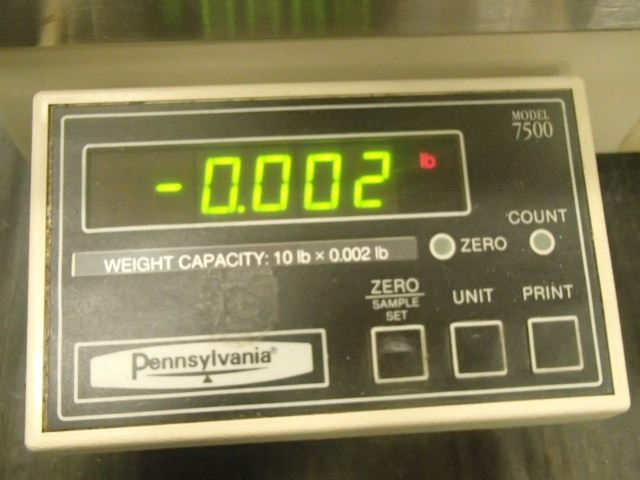 MODEL
7500
-0.002 lb
COUNT
WEIGHT CAPACITY: 10 lb × 0.002 lb
ZERO
ZERO
SAMPLE
SET
UNIT
PRINT
Pennsylvania®